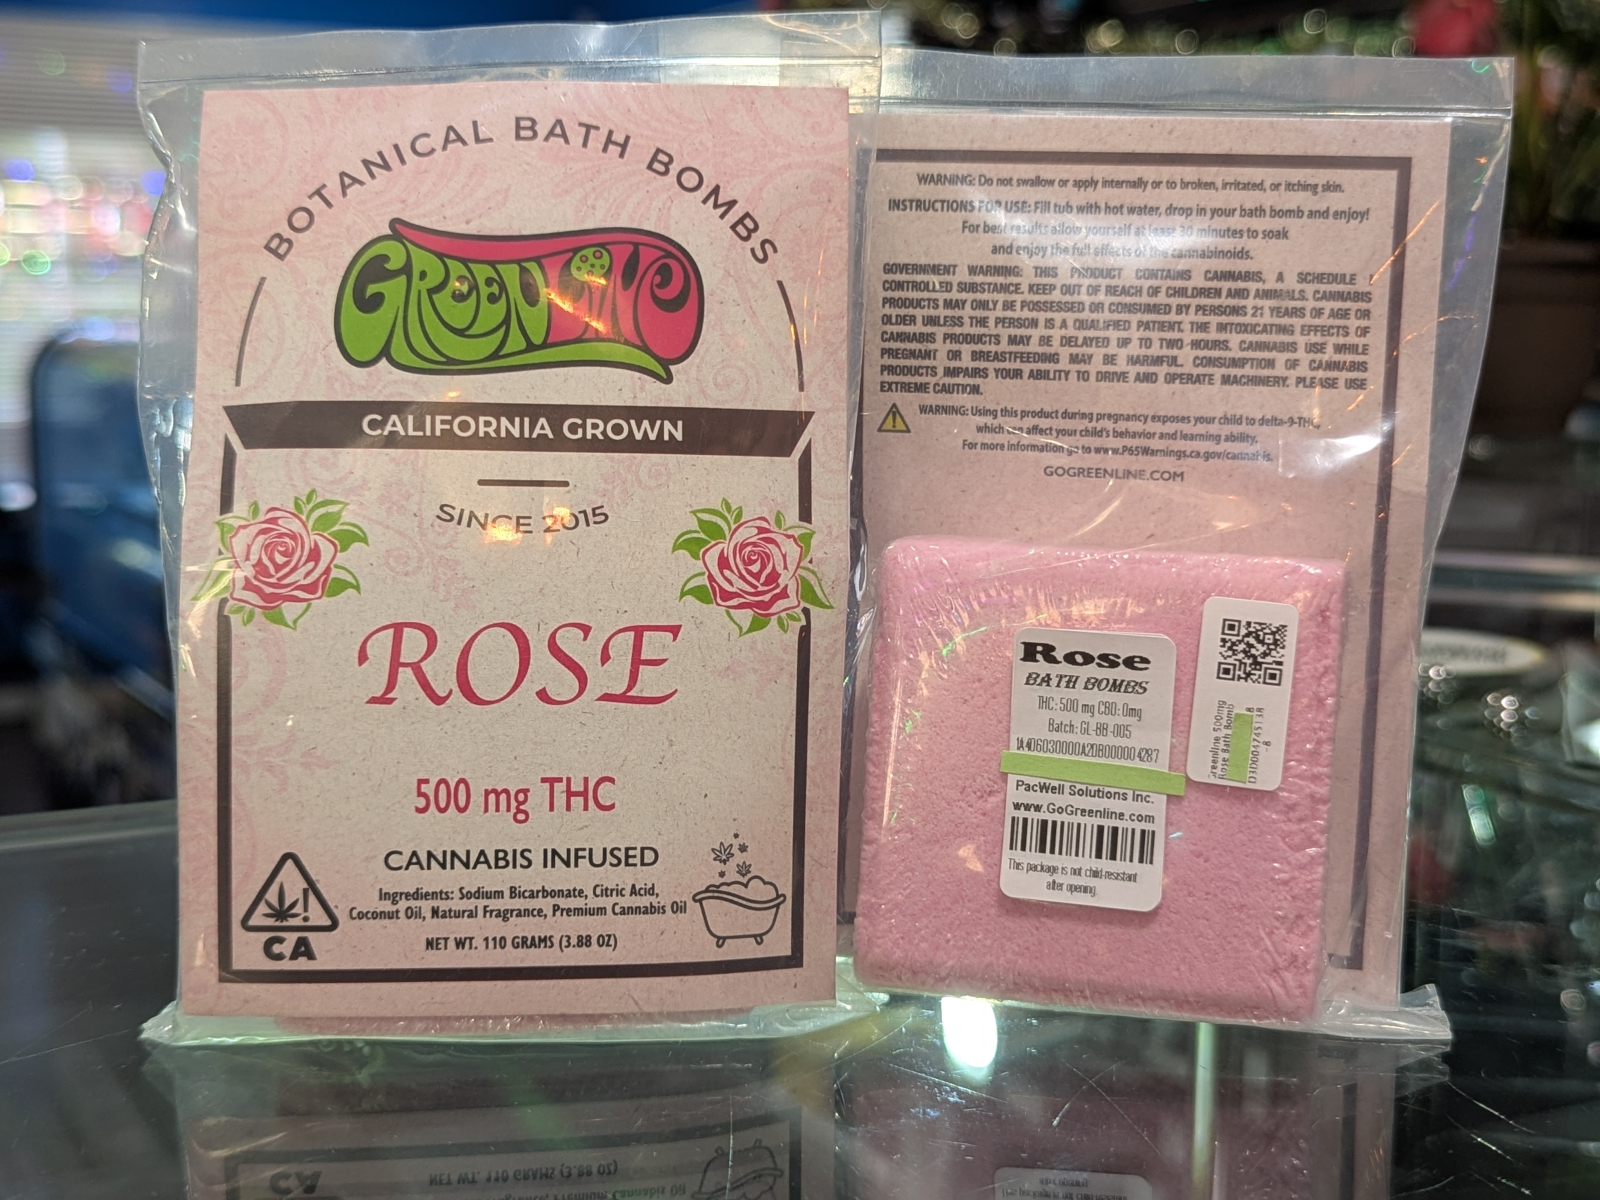 BOTANICAL BATH BOMBS
GREENLINE
CALIFORNIA GROWN
SINCE 2015
ROSE
500 mg THC
CANNABIS INFUSED
Ingredients: Sodium Bicarbonate, Citric Acid,
Coconut Oil, Natural Fragrance, Premium Cannabis Oil
NET WT. 110 GRAMS (3.88 OZ)
CA
WARNING: Do not swallow or apply internally or to broken, irritated, or itching skin.
INSTRUCTIONS FOR USE: Fill tub with hot water, drop in your bath bomb and enjoy!
For best results allow yourself at least 30 minutes to soak
and enjoy the full effects of the cannabinoids.
GOVERNMENT WARNING: THIS PRODUCT CONTAINS CANNABIS, A SCHEDULE I
CONTROLLED SUBSTANCE. KEEP OUT OF REACH OF CHILDREN AND ANIMALS. CANNABIS
PRODUCTS MAY ONLY BE POSSESSED OR CONSUMED BY PERSONS 21 YEARS OF AGE OR
OLDER UNLESS THE PERSON IS A QUALIFIED PATIENT. THE INTOXICATING EFFECTS OF
CANNABIS PRODUCTS MAY BE DELAYED UP TO TWO HOURS. CANNABIS USE WHILE
PREGNANT OR BREASTFEEDING MAY BE HARMFUL. CONSUMPTION OF CANNABIS
PRODUCTS IMPAIRS YOUR ABILITY TO DRIVE AND OPERATE MACHINERY. PLEASE USE
EXTREME CAUTION.
WARNING: Using this product during pregnancy exposes your child to delta-9-THC,
which can affect your child's behavior and learning ability.
For more information go to www.P65Warnings.ca.gov/cannabis.
GOGREENLINE.COM
Rose
BATH BOMBS
THC: 500 mg CBD: 0mg
Batch: GL-BB-005
1A4D6030000A2DB000004287
PacWell Solutions Inc.
www.GoGreenline.com
This package is not child-resistant
after opening.
Greenline 500mg
Rose Bath Bomb